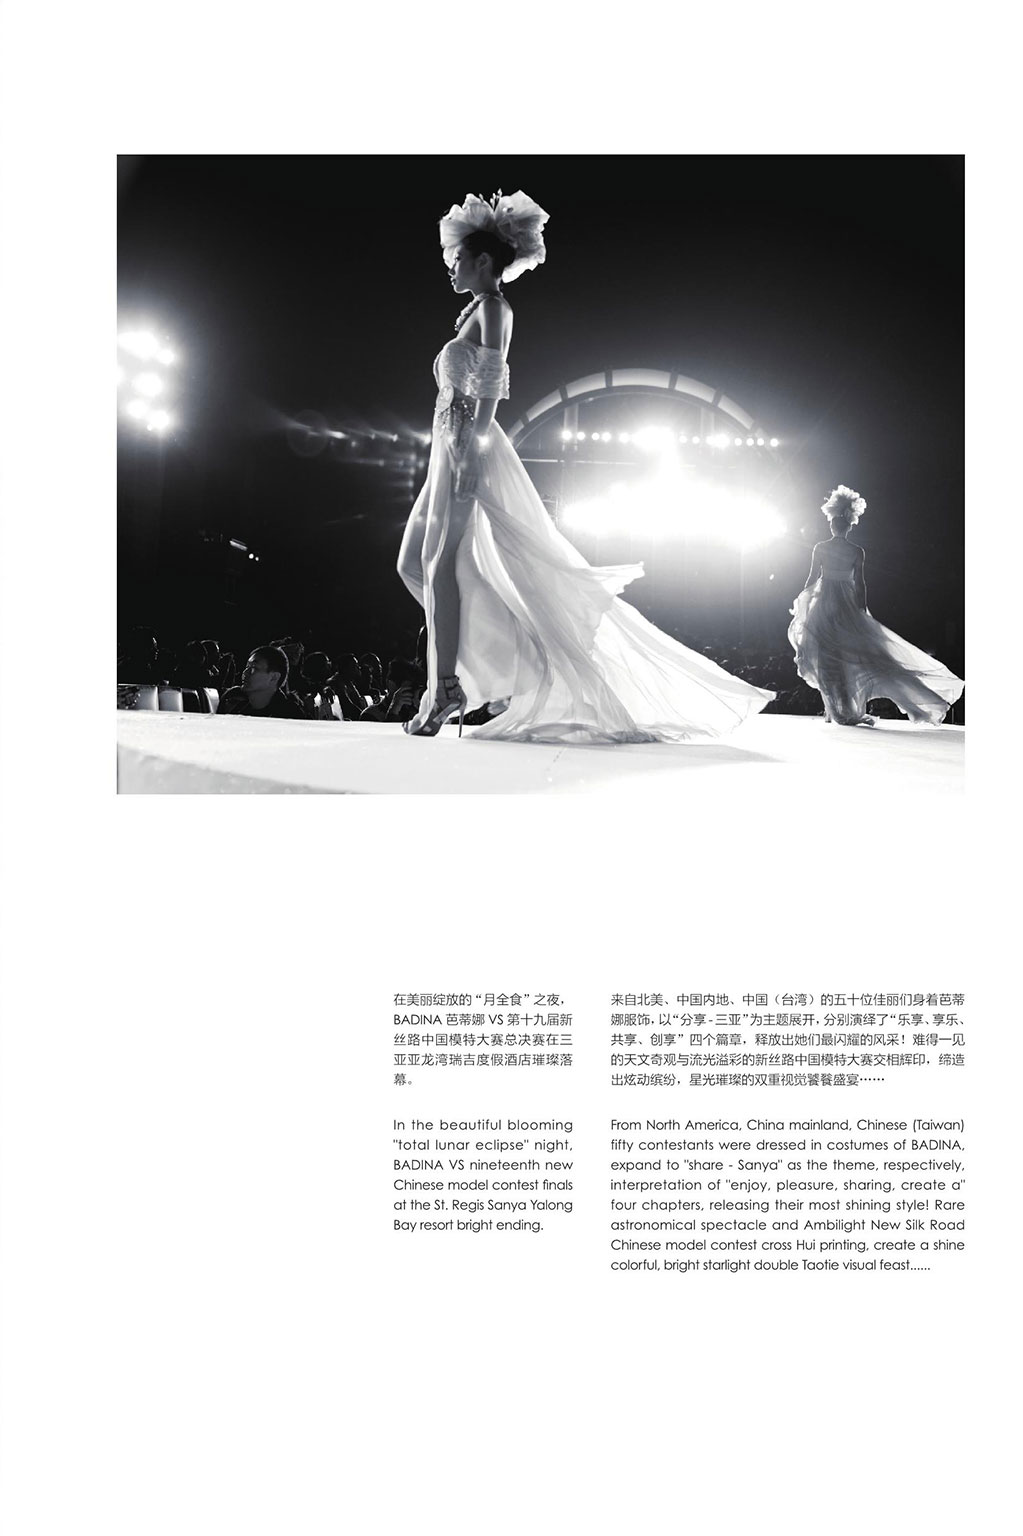 在美丽绽放的“月全食”之夜，
BADINA 芭蒂娜 VS 第十九届新
丝路中国模特大赛总决赛在三
亚亚龙湾瑞吉度假酒店璀璨落
幕。
In the beautiful blooming
"total lunar eclipse" night,
BADINA VS nineteenth new
Chinese model contest finals
at the St. Regis Sanya Yalong
Bay resort bright ending.
来自北美、中国内地、中国（台湾）的五十位佳丽们身着芭蒂
娜服饰，以“分享 - 三亚”为主题展开，分别演绎了“乐享、享乐、
共享、创享”四个篇章，释放出她们最闪耀的风采！难得一见
的天文奇观与流光溢彩的新丝路中国模特大赛交相辉印，缔造
出炫动缤纷，星光璀璨的双重视觉饕餮盛宴……
From North America, China mainland, Chinese (Taiwan)
fifty contestants were dressed in costumes of BADINA,
expand to "share - Sanya" as the theme, respectively,
interpretation of "enjoy, pleasure, sharing, create a"
four chapters, releasing their most shining style! Rare
astronomical spectacle and Ambilight New Silk Road
Chinese model contest cross Hui printing, create a shine
colorful, bright starlight double Taotie visual feast......